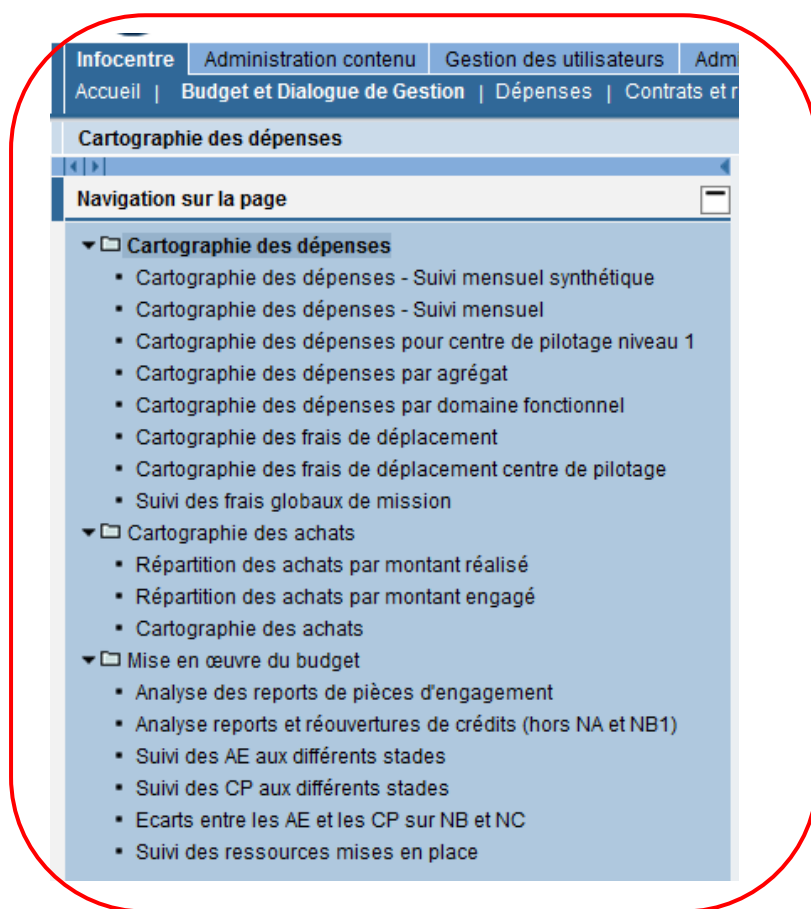 Infocentre Administration contenu Gestion des utilisateurs Adm
Accueil | Budget et Dialogue de Gestion | Dépenses | Contrats et r
Cartographie des dépenses
Navigation sur la page
Cartographie des dépenses
Cartographie des dépenses - Suivi mensuel synthétique
Cartographie des dépenses - Suivi mensuel
Cartographie des dépenses pour centre de pilotage niveau 1
Cartographie des dépenses par agrégat
Cartographie des dépenses par domaine fonctionnel
Cartographie des frais de déplacement
Cartographie des frais de déplacement centre de pilotage
Suivi des frais globaux de mission
Cartographie des achats
Répartition des achats par montant réalisé
Répartition des achats par montant engagé
Cartographie des achats
Mise en œuvre du budget
Analyse des reports de pièces d'engagement
Analyse reports et réouvertures de crédits (hors NA et NB1)
Suivi des AE aux différents stades
Suivi des CP aux différents stades
Ecarts entre les AE et les CP sur NB et NC
Suivi des ressources mises en place